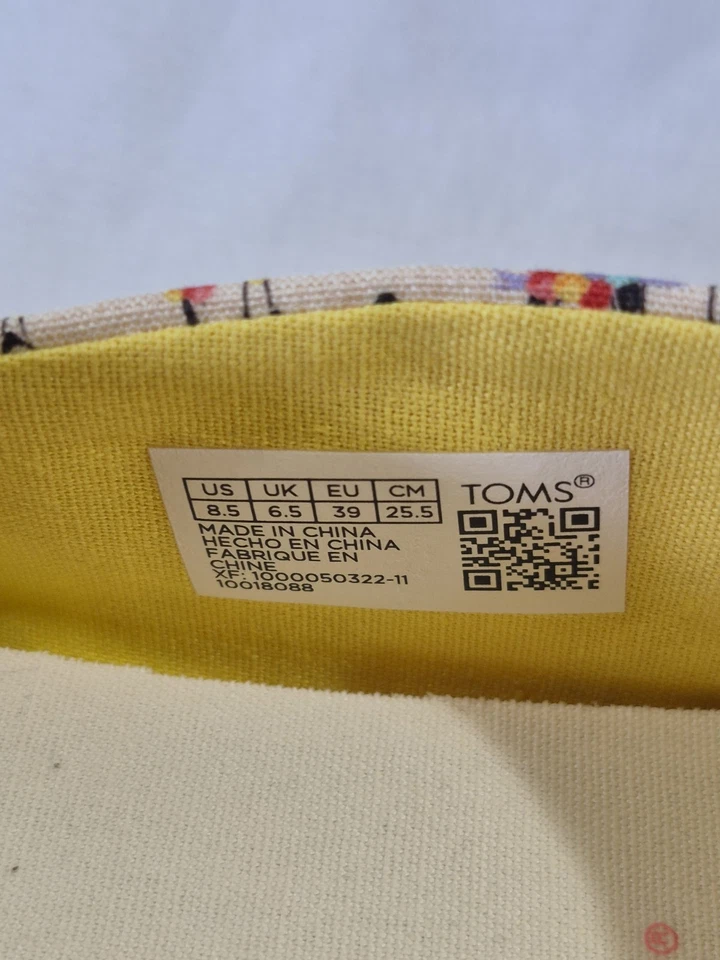 US UK EU CM
8.5 6.5 39 25.5
TOMS®
MADE IN CHINA
HECHO EN CHINA
FABRIQUE EN
CHINE
XF: 1000050322-11
10018088
®